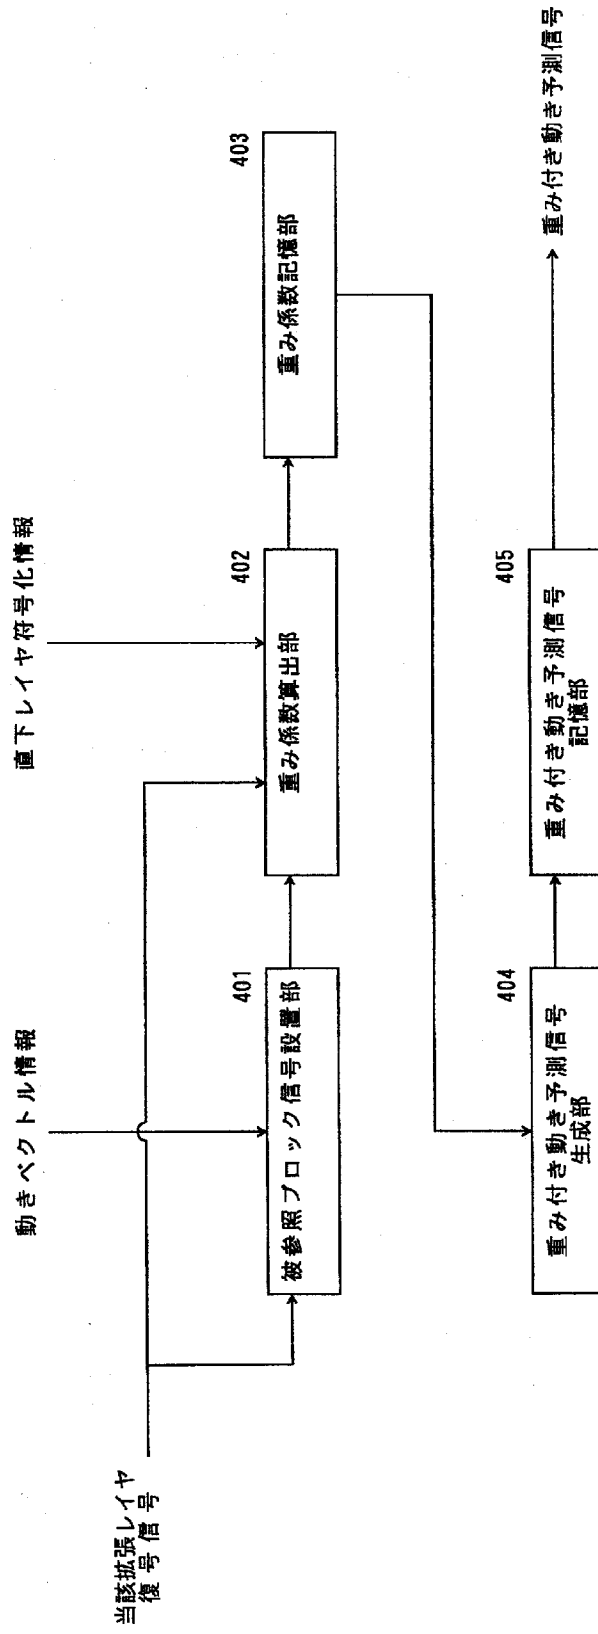 動きベクトル情報
直下レイヤ符号化情報
当該拡張レイヤ
復号信号
401
被参照ブロック信号設置部
402
重み係数算出部
403
重み係数記憶部
404
重み付き動き予測信号
生成部
405
重み付き動き予測信号
記憶部
重み付き動き予測信号